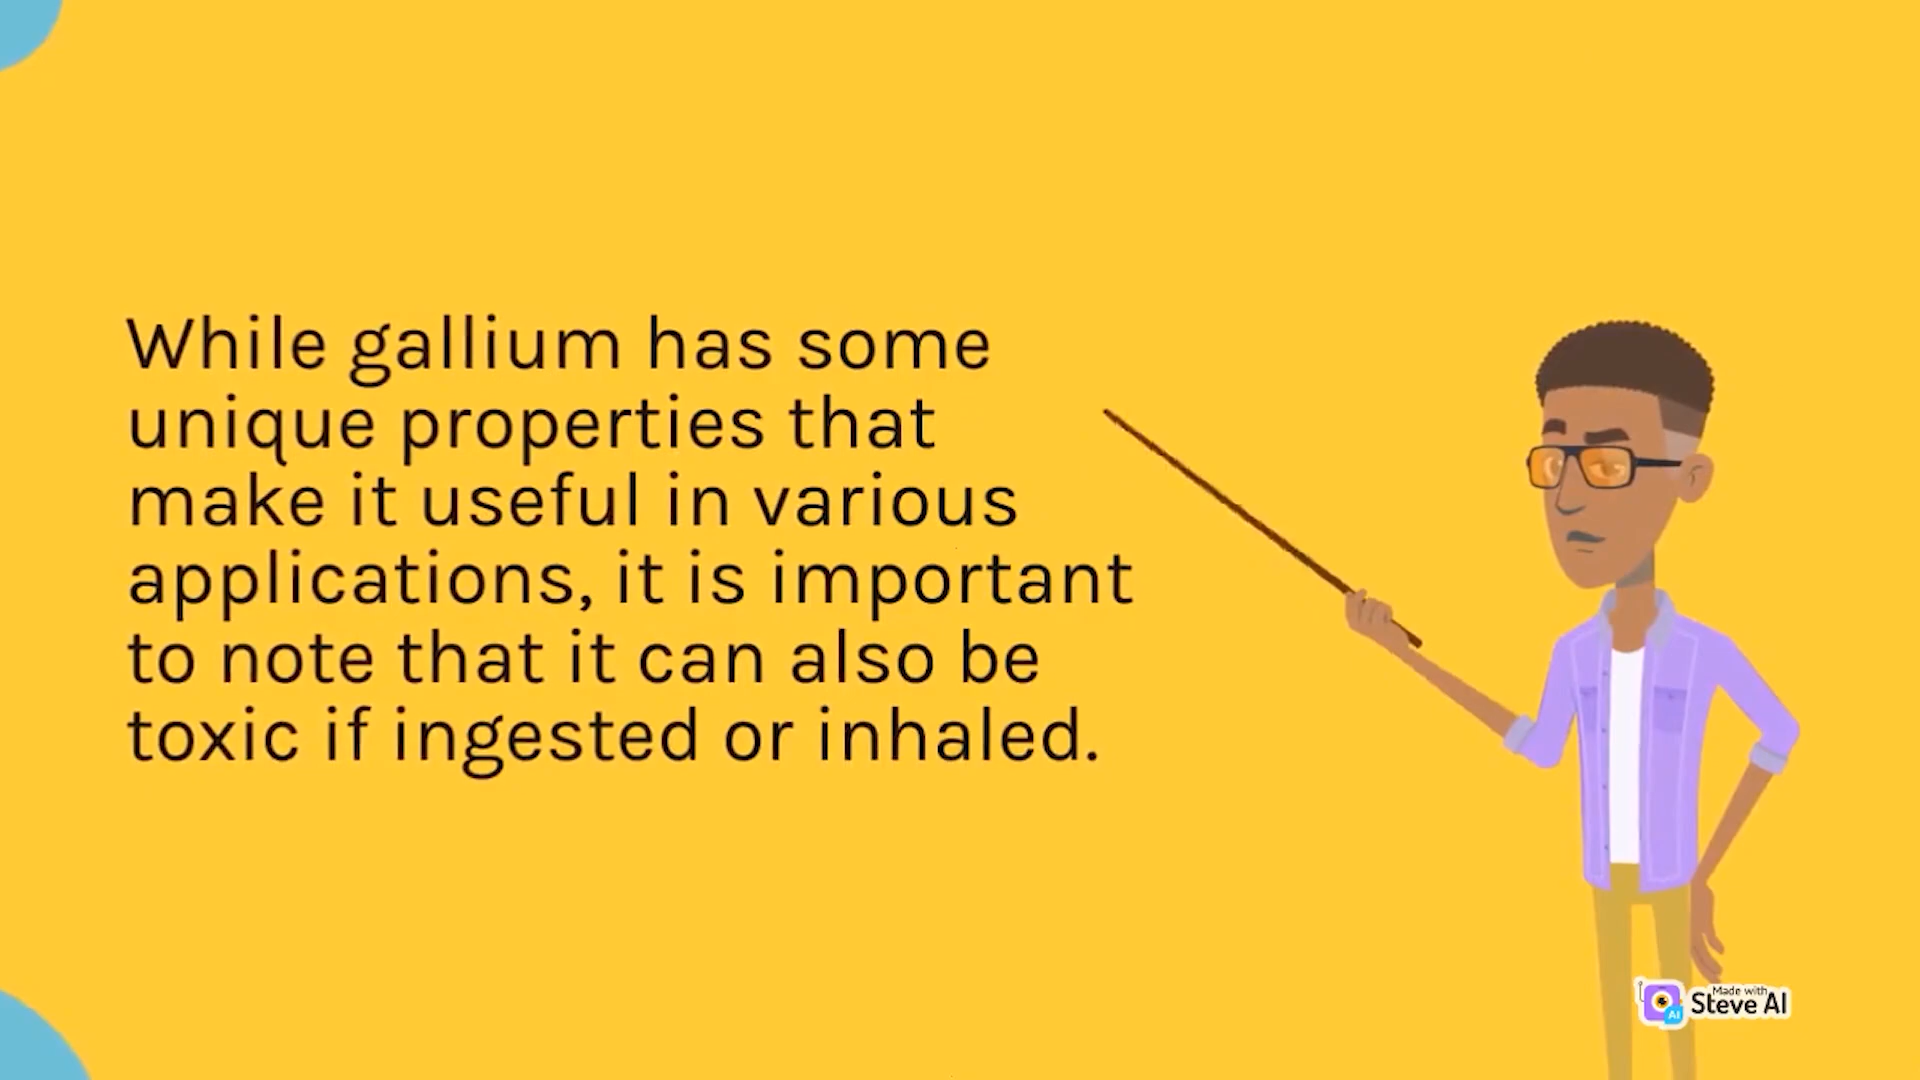 While gallium has some
unique properties that
make it useful in various
applications, it is important
to note that it can also be
toxic if ingested or inhaled.
Made with
Steve AI
AI